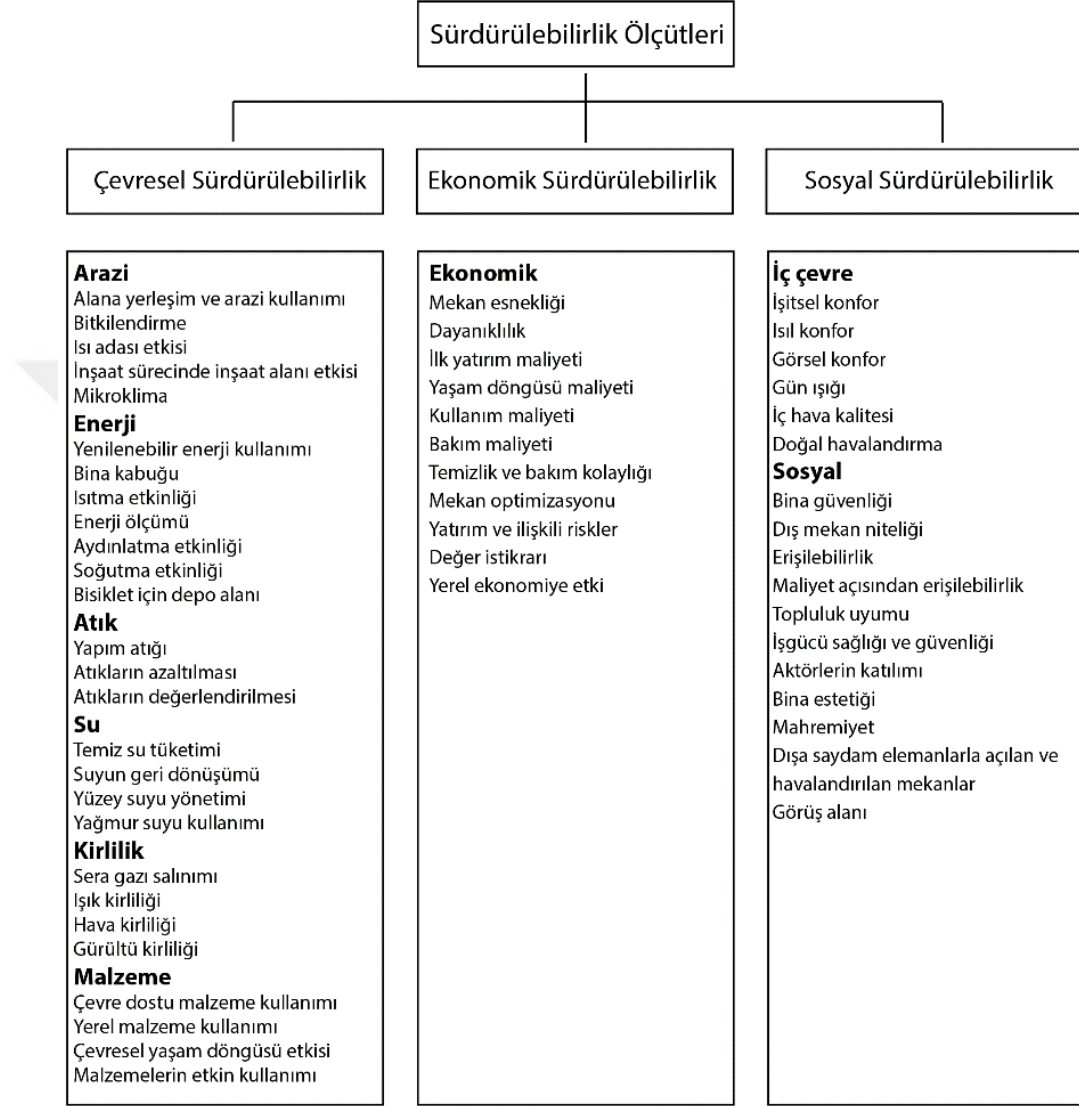 Sürdürülebilirlik Ölçütleri
Çevresel Sürdürülebilirlik
Ekonomik Sürdürülebilirlik
Sosyal Sürdürülebilirlik
Arazi
Alana yerleşim ve arazi kullanımı
Bitkilendirme
Isı adası etkisi
İnşaat sürecinde inşaat alanı etkisi
Mikroklima
Enerji
Yenilenebilir enerji kullanımı
Bina kabuğu
Isıtma etkinliği
Enerji ölçümü
Aydınlatma etkinliği
Soğutma etkinliği
Bisiklet için depo alanı
Atık
Yapım atığı
Atıkların azaltılması
Atıkların değerlendirilmesi
Su
Temiz su tüketimi
Suyun geri dönüşümü
Yüzey suyu yönetimi
Yağmur suyu kullanımı
Kirlilik
Sera gazı salınımı
Işık kirliliği
Hava kirliliği
Gürültü kirliliği
Malzeme
Çevre dostu malzeme kullanımı
Yerel malzeme kullanımı
Çevresel yaşam döngüsü etkisi
Malzemelerin etkin kullanımı
Ekonomik
Mekan esnekliği
Dayanıklılık
İlk yatırım maliyeti
Yaşam döngüsü maliyeti
Kullanım maliyeti
Bakım maliyeti
Temizlik ve bakım kolaylığı
Mekan optimizasyonu
Yatırım ve ilişkili riskler
Değer istikrarı
Yerel ekonomiye etki
İç çevre
İşitsel konfor
Isıl konfor
Görsel konfor
Gün ışığı
İç hava kalitesi
Doğal havalandırma
Sosyal
Bina güvenliği
Dış mekan niteliği
Erişilebilirlik
Maliyet açısından erişilebilirlik
Topluluk uyumu
İşgücü sağlığı ve güvenliği
Aktörlerin katılımı
Bina estetiği
Mahremiyet
Dışa saydam elemanlarla açılan ve
havalandırılan mekanlar
Görüş alanı